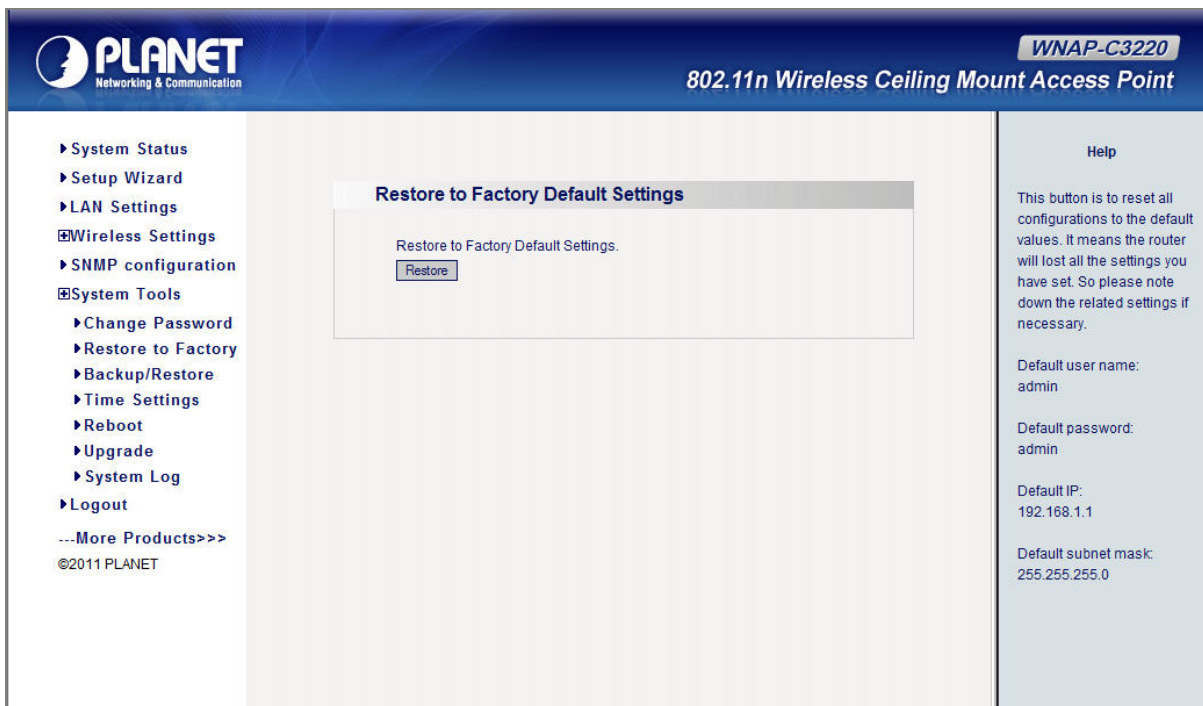 PLANET
Networking & Communication
WNAP-C3220
802.11n Wireless Ceiling Mount Access Point
System Status
Setup Wizard
LAN Settings
Wireless Settings
SNMP configuration
System Tools
Change Password
Restore to Factory
Backup/Restore
Time Settings
Reboot
Upgrade
System Log
Logout
---More Products>>>
©2011 PLANET
Restore to Factory Default Settings
Restore to Factory Default Settings.
Restore
Help
This button is to reset all
configurations to the default
values. It means the router
will lost all the settings you
have set. So please note
down the related settings if
necessary.
Default user name:
admin
Default password:
admin
Default IP:
192.168.1.1
Default subnet mask:
255.255.255.0